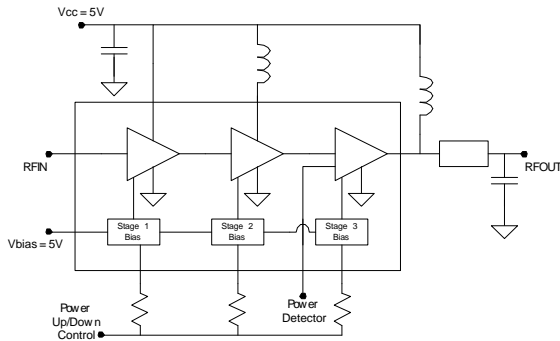 Vcc = 5V
RFIN
RFOUT
Stage 1
Bias
Stage 2
Bias
Stage 3
Bias
Vbias = 5V
Power
Up/Down
Control
Power
Detector